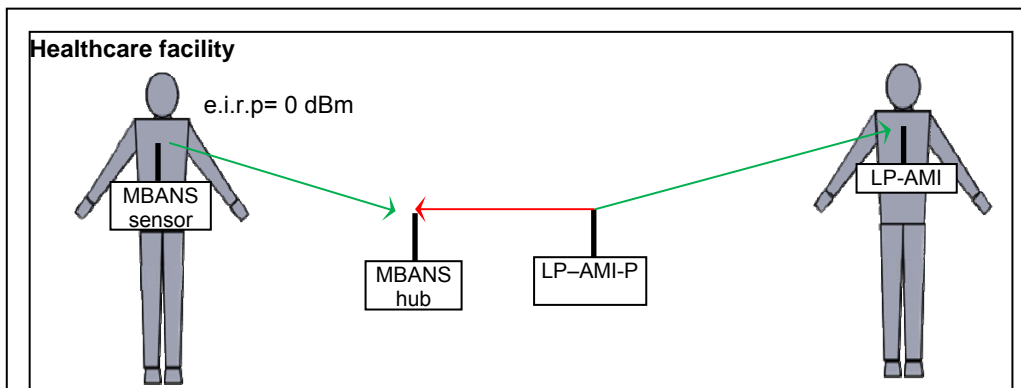 Healthcare facility
e.i.r.p= 0 dBm
MBANS
sensor
LP-AMI
MBANS
hub
LP–AMI-P